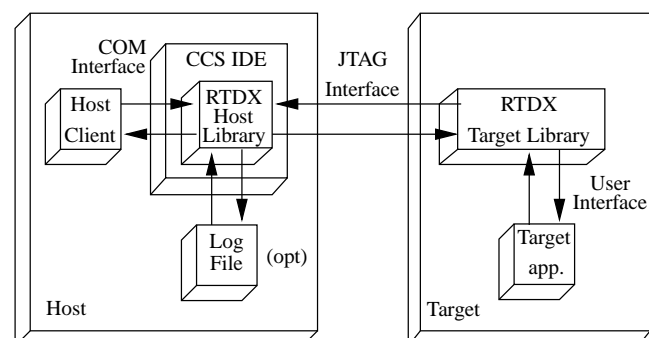 COM
Interface
CCS IDE
JTAG
Interface
Host
Client
RTDX
Host
Library
RTDX
Target Library
User
Interface
Log
File
(opt)
Target
app.
Host
Target